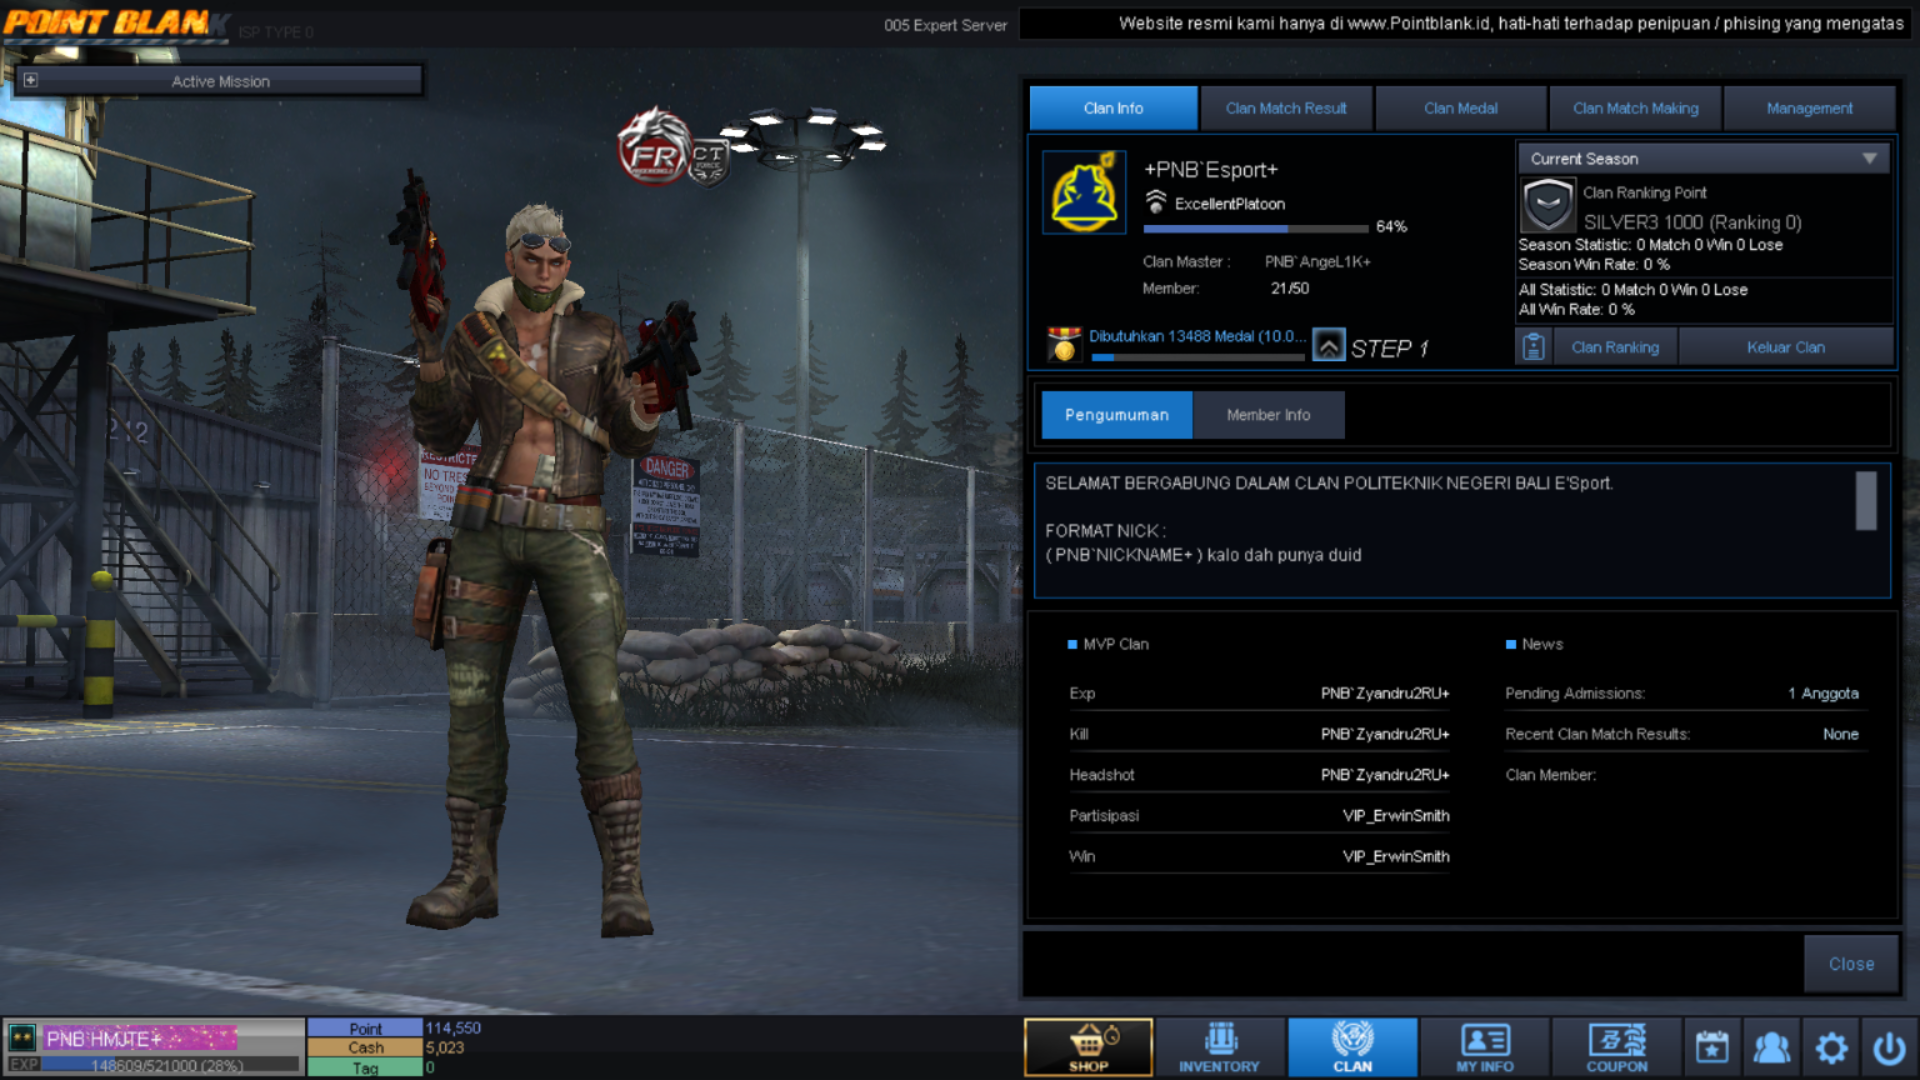 POINT BLANK
ISP TYPE 0
005 Expert Server
Website resmi kami hanya di www.Pointblank.id, hati-hati terhadap penipuan / phising yang mengatas
Active Mission
FR
CT
FORCE
212
RESTRICTED
NO TRES
DANGER
Clan Info
Clan Match Result
Clan Medal
Clan Match Making
Management
+PNB`Esport+
ExcellentPlatoon
64%
Clan Master : PNB`AngeL1K+
Member: 21/50
Dibutuhkan 13488 Medal (10.0...
STEP 1
Current Season
Clan Ranking Point
SILVER3 1000 (Ranking 0)
Season Statistic: 0 Match 0 Win 0 Lose
Season Win Rate: 0 %
All Statistic: 0 Match 0 Win 0 Lose
All Win Rate: 0 %
Clan Ranking
Keluar Clan
Pengumuman
Member Info
SELAMAT BERGABUNG DALAM CLAN POLITEKNIK NEGERI BALI E'Sport.
FORMAT NICK :
( PNB`NICKNAME+ ) kalo dah punya duid
MVP Clan
Exp PNB`Zyandru2RU+
Kill PNB`Zyandru2RU+
Headshot PNB`Zyandru2RU+
Partisipasi VIP_ErwinSmith
Win VIP_ErwinSmith
News
Pending Admissions: 1 Anggota
Recent Clan Match Results: None
Clan Member:
Close
PNB`HMJTE+
EXP 148609/521000 (28%)
Point 114,550
Cash 5,023
Tag 0
SHOP
INVENTORY
CLAN
MY INFO
COUPON